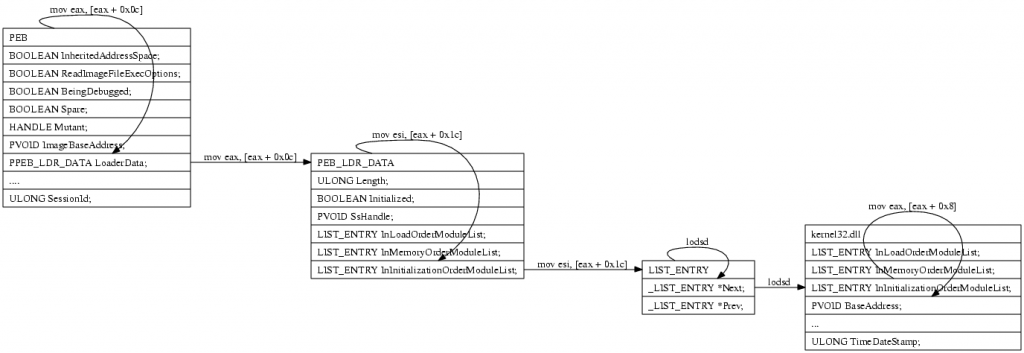 mov eax, [eax + 0x0c]
PEB
BOOLEAN InheritedAddressSpace;
BOOLEAN ReadImageFileExecOptions;
BOOLEAN BeingDebugged;
BOOLEAN Spare;
HANDLE Mutant;
PVOID ImageBaseAddress;
PPEB_LDR_DATA LoaderData;
....
ULONG SessionId;
mov eax, [eax + 0x0c]
mov esi, [eax + 0x1c]
PEB_LDR_DATA
ULONG Length;
BOOLEAN Initialized;
PVOID SsHandle;
LIST_ENTRY InLoadOrderModuleList;
LIST_ENTRY InMemoryOrderModuleList;
LIST_ENTRY InInitializationOrderModuleList;
mov esi, [eax + 0x1c]
lodsd
LIST_ENTRY
_LIST_ENTRY *Next;
_LIST_ENTRY *Prev;
lodsd
mov eax, [eax + 0x8]
kernel32.dll
LIST_ENTRY InLoadOrderModuleList;
LIST_ENTRY InMemoryOrderModuleList;
LIST_ENTRY InInitializationOrderModuleList;
PVOID BaseAddress;
...
ULONG TimeDateStamp;